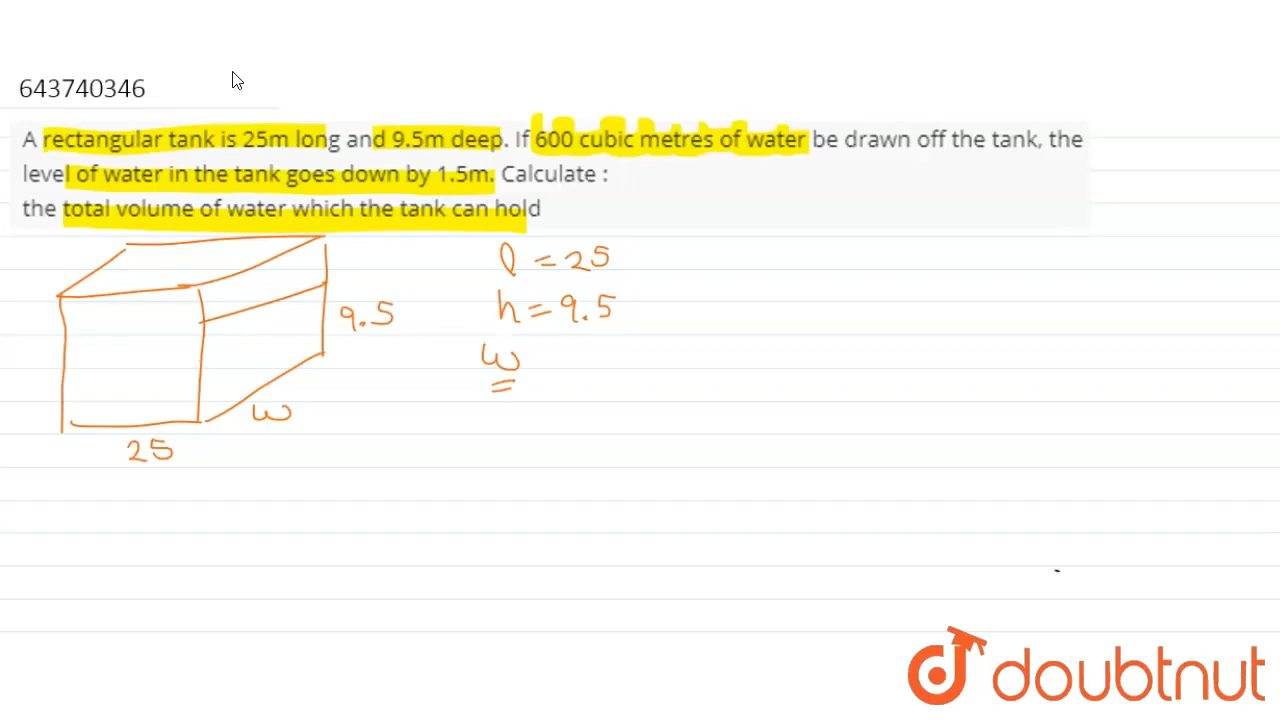 643740346
A rectangular tank is 25m long and 9.5m deep. If 600 cubic metres of water be drawn off the tank, the
level of water in the tank goes down by 1.5m. Calculate :
the total volume of water which the tank can hold
l = 25
h = 9.5
w
9.5
w
25
doubtnut